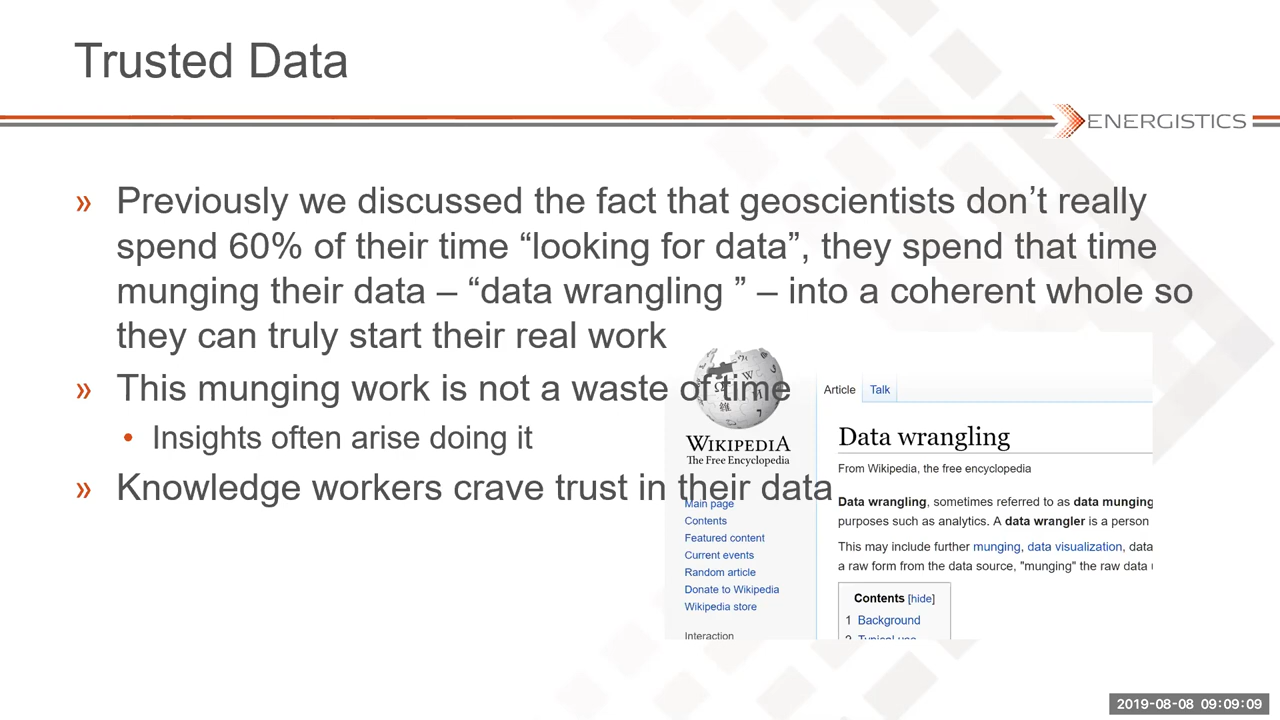 Trusted Data
ENERGISTICS
» Previously we discussed the fact that geoscientists don’t really
spend 60% of their time “looking for data”, they spend that time
munging their data – “data wrangling ” – into a coherent whole so
they can truly start their real work
» This munging work is not a waste of time
• Insights often arise doing it
» Knowledge workers crave trust in their data
WIKIPEDIA
The Free Encyclopedia
Main page
Contents
Featured content
Current events
Random article
Donate to Wikipedia
Wikipedia store
Interaction
Article Talk
Data wrangling
From Wikipedia, the free encyclopedia
Data wrangling, sometimes referred to as data munging
purposes such as analytics. A data wrangler is a person
This may include further munging, data visualization, data
a raw form from the data source, "munging" the raw data
Contents [hide]
1 Background
2 Typical use
2019-08-08 09:09:09